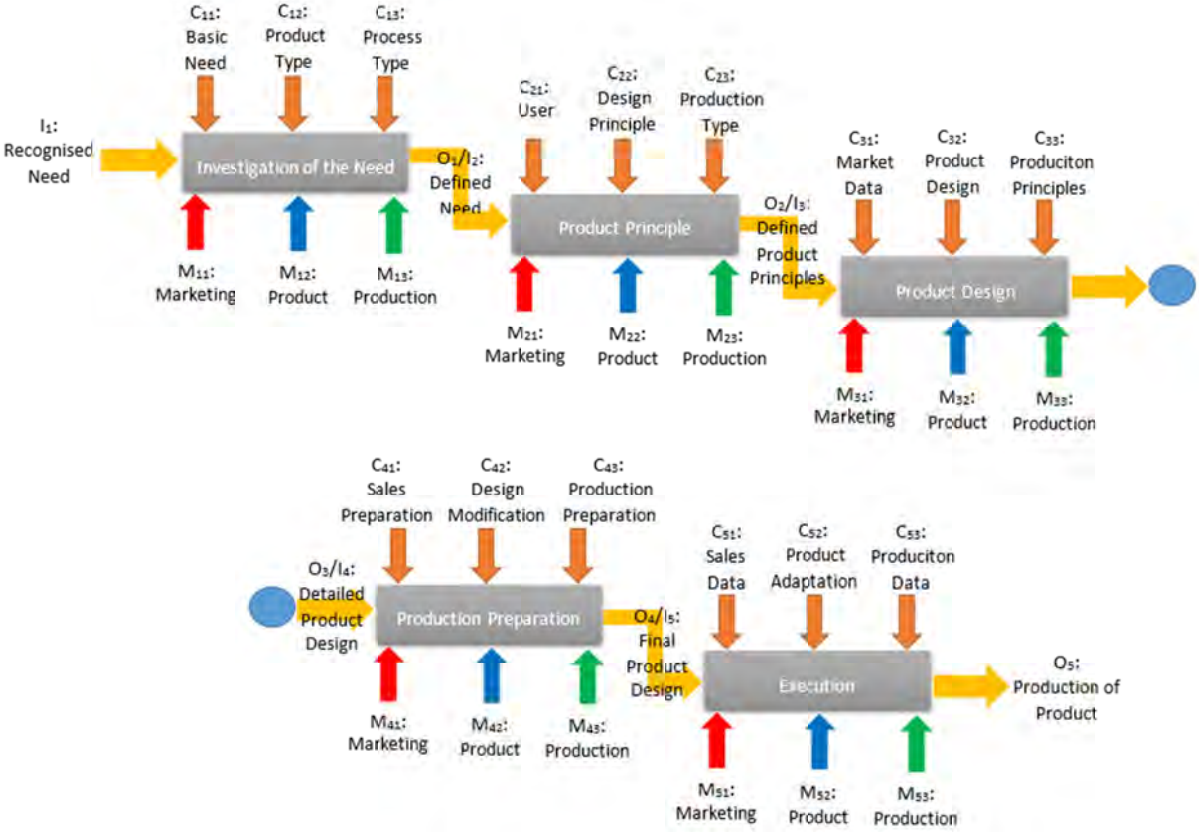 C₁₁:
Basic
Need
C₁₂:
Product
Type
C₁₃:
Process
Type
I₁:
Recognised
Need
Investigation of the Need
M₁₁:
Marketing
M₁₂:
Product
M₁₃:
Production
O₁/I₂:
Defined
Need
C₂₁:
User
C₂₂:
Design
Principle
C₂₃:
Production
Type
Product Principle
M₂₁:
Marketing
M₂₂:
Product
M₂₃:
Production
O₂/I₃:
Defined
Product
Principles
C₃₁:
Market
Data
C₃₂:
Product
Design
C₃₃:
Produciton
Principles
Product Design
M₃₁:
Marketing
M₃₂:
Product
M₃₃:
Production
O₃/I₄:
Detailed
Product
Design
C₄₁:
Sales
Preparation
C₄₂:
Design
Modification
C₄₃:
Production
Preparation
Production Preparation
M₄₁:
Marketing
M₄₂:
Product
M₄₃:
Production
O₄/I₅:
Final
Product
Design
C₅₁:
Sales
Data
C₅₂:
Product
Adaptation
C₅₃:
Produciton
Data
Execution
M₅₁:
Marketing
M₅₂:
Product
M₅₃:
Production
O₅:
Production of
Product